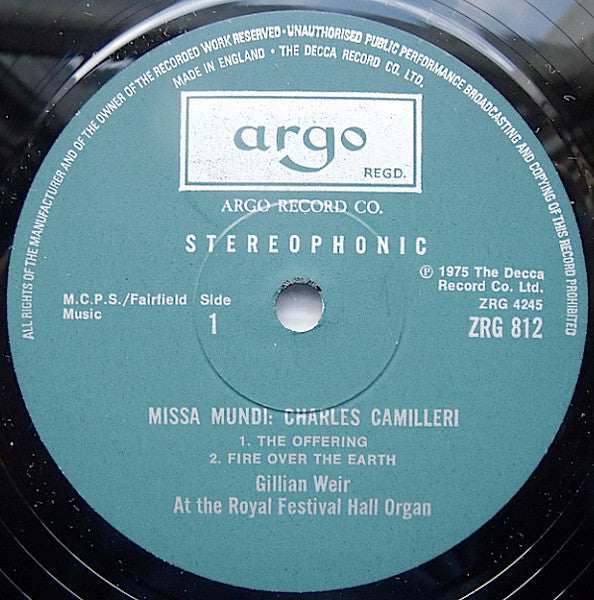 ALL RIGHTS OF THE MANUFACTURER AND OF THE OWNER OF THE RECORDED WORK RESERVED · UNAUTHORISED PUBLIC PERFORMANCE BROADCASTING AND COPYING OF THIS RECORD PROHIBITED
MADE IN ENGLAND · THE DECCA RECORD CO. LTD.
argo
REGD.
ARGO RECORD CO.
STEREOPHONIC
℗ 1975 The Decca
Record Co. Ltd.
M.C.P.S./Fairfield
Music
Side
1
ZRG 4245
ZRG 812
MISSA MUNDI: CHARLES CAMILLERI
1. THE OFFERING
2. FIRE OVER THE EARTH
Gillian Weir
At the Royal Festival Hall Organ